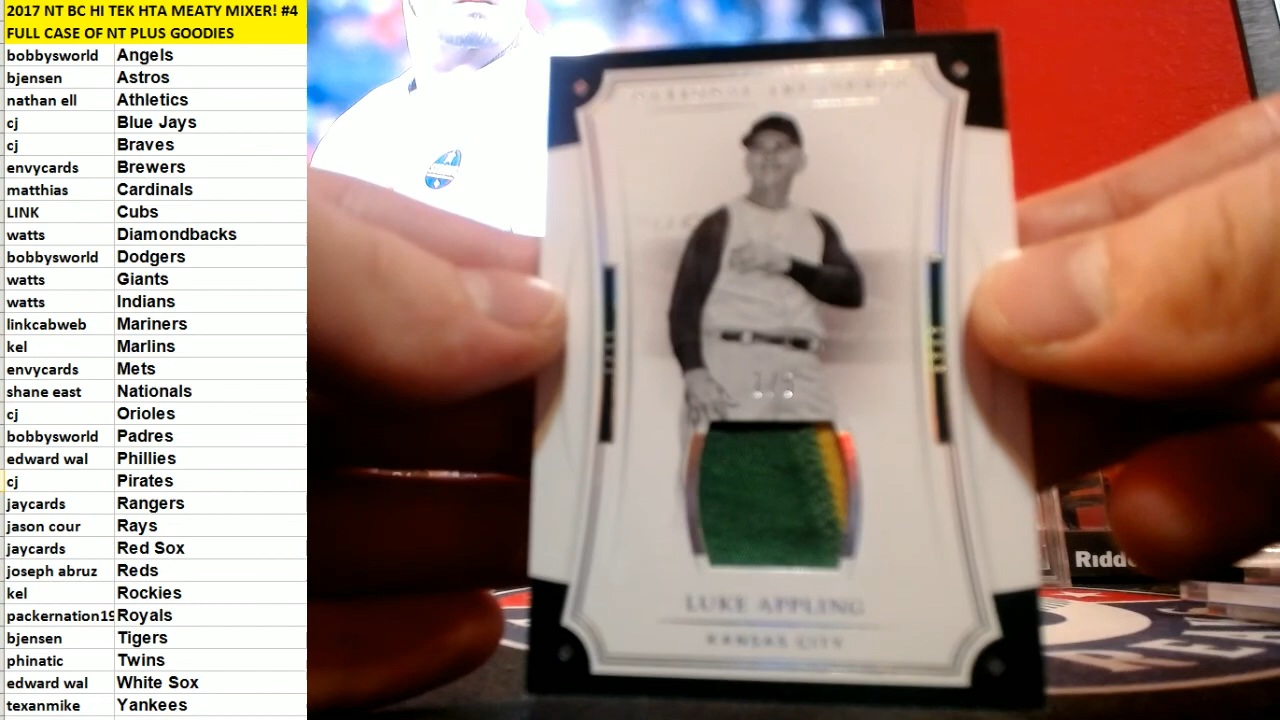 2017 NT BC HI TEK HTA MEATY MIXER! #4
FULL CASE OF NT PLUS GOODIES
bobbysworld Angels
bjensen Astros
nathan ell Athletics
cj Blue Jays
cj Braves
envycards Brewers
matthias Cardinals
LINK Cubs
watts Diamondbacks
bobbysworld Dodgers
watts Giants
watts Indians
linkcabweb Mariners
kel Marlins
envycards Mets
shane east Nationals
cj Orioles
bobbysworld Padres
edward wal Phillies
cj Pirates
jaycards Rangers
jason cour Rays
jaycards Red Sox
joseph abruz Reds
kel Rockies
packernation19 Royals
bjensen Tigers
phinatic Twins
edward wal White Sox
texanmike Yankees
LUKE APPLING
KANSAS CITY
Ridd